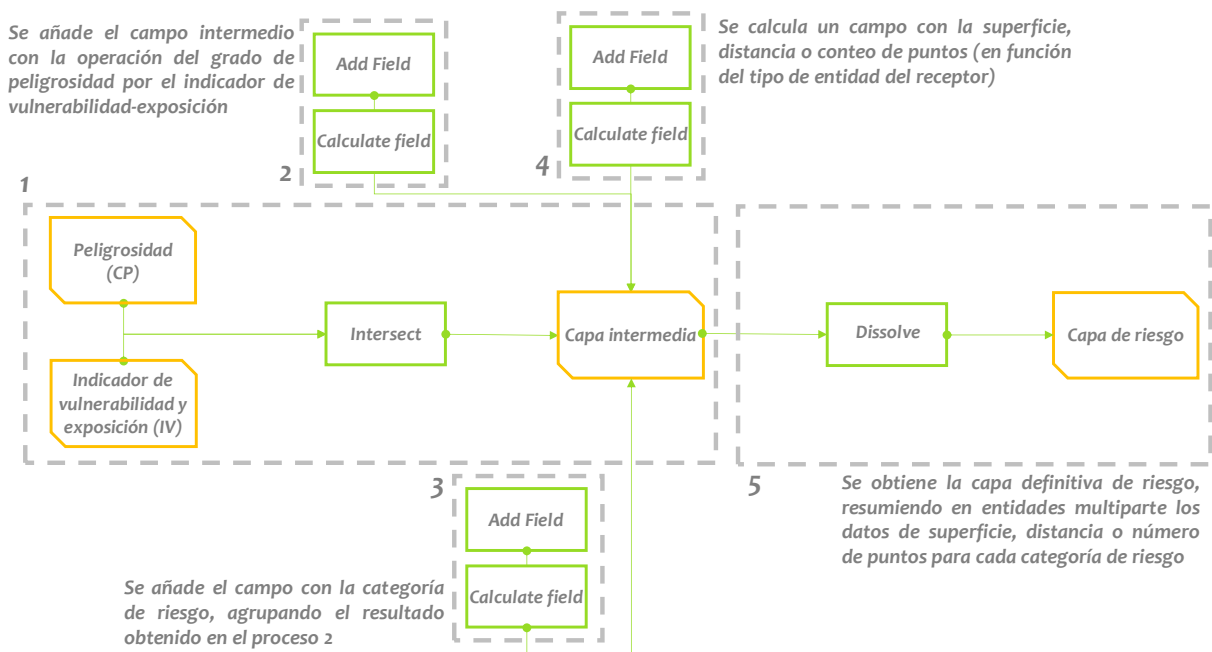 Se añade el campo intermedio
con la operación del grado de
peligrosidad por el indicador de
vulnerabilidad-exposición
Add Field
Calculate field
2
Add Field
Calculate field
4
Se calcula un campo con la superficie,
distancia o conteo de puntos (en función
del tipo de entidad del receptor)
1
Peligrosidad
(CP)
Indicador de
vulnerabilidad y
exposición (IV)
Intersect
Capa intermedia
Dissolve
Capa de riesgo
3
Add Field
Calculate field
Se añade el campo con la categoría
de riesgo, agrupando el resultado
obtenido en el proceso 2
5
Se obtiene la capa definitiva de riesgo,
resumiendo en entidades multiparte los
datos de superficie, distancia o número
de puntos para cada categoría de riesgo